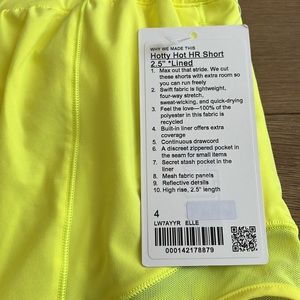 WHY WE MADE THIS
Hotty Hot HR Short
2.5" *Lined
1. Max out that stride. We cut
these shorts with extra room so
you can run freely
2. Swift fabric is lightweight,
four-way stretch,
sweat-wicking, and quick-drying
3. Feel the love—100% of the
polyester in this fabric is
recycled
4. Built-in liner offers extra
coverage
5. Continuous drawcord
6. A discreet zippered pocket in
the seam for small items
7. Secret stash pocket in the
liner
8. Mesh fabric panels
9. Reflective details
10. High rise, 2.5" length
4
LW7AYYR ELLE
000142178879